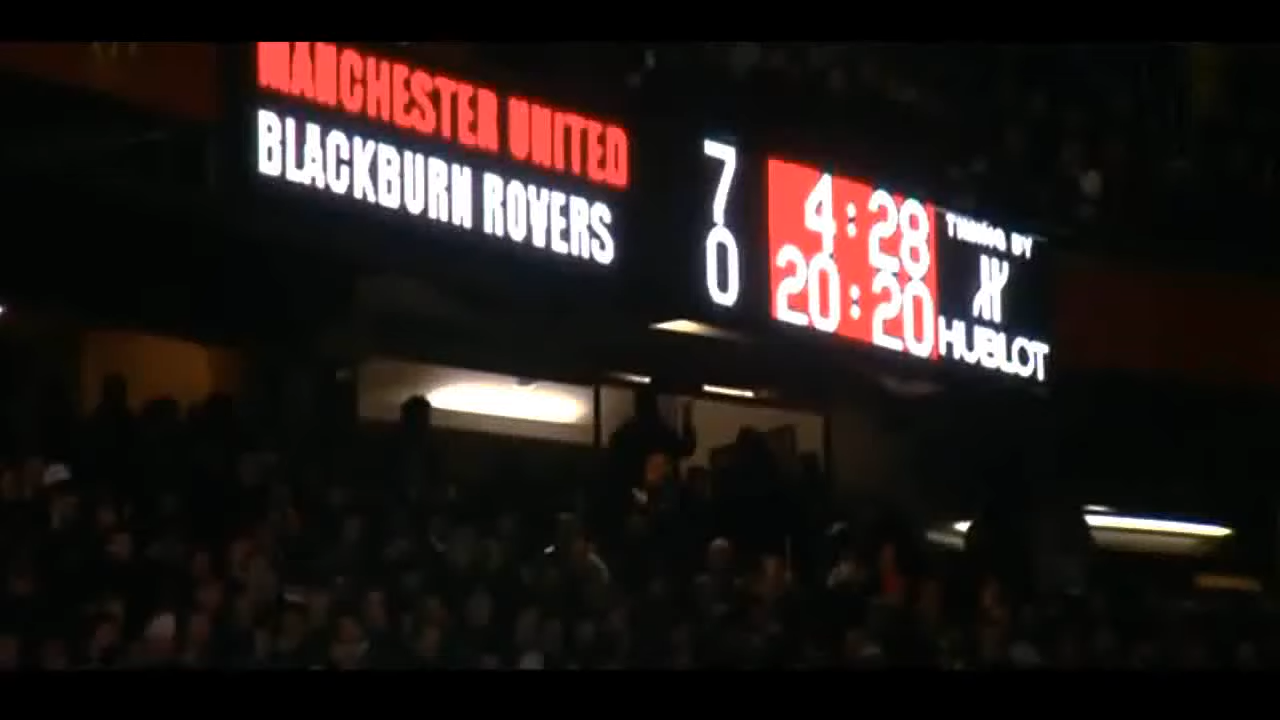 MANCHESTER UNITED 7
BLACKBURN ROVERS 0
4:28
20:20
TIMING BY
HUBLOT